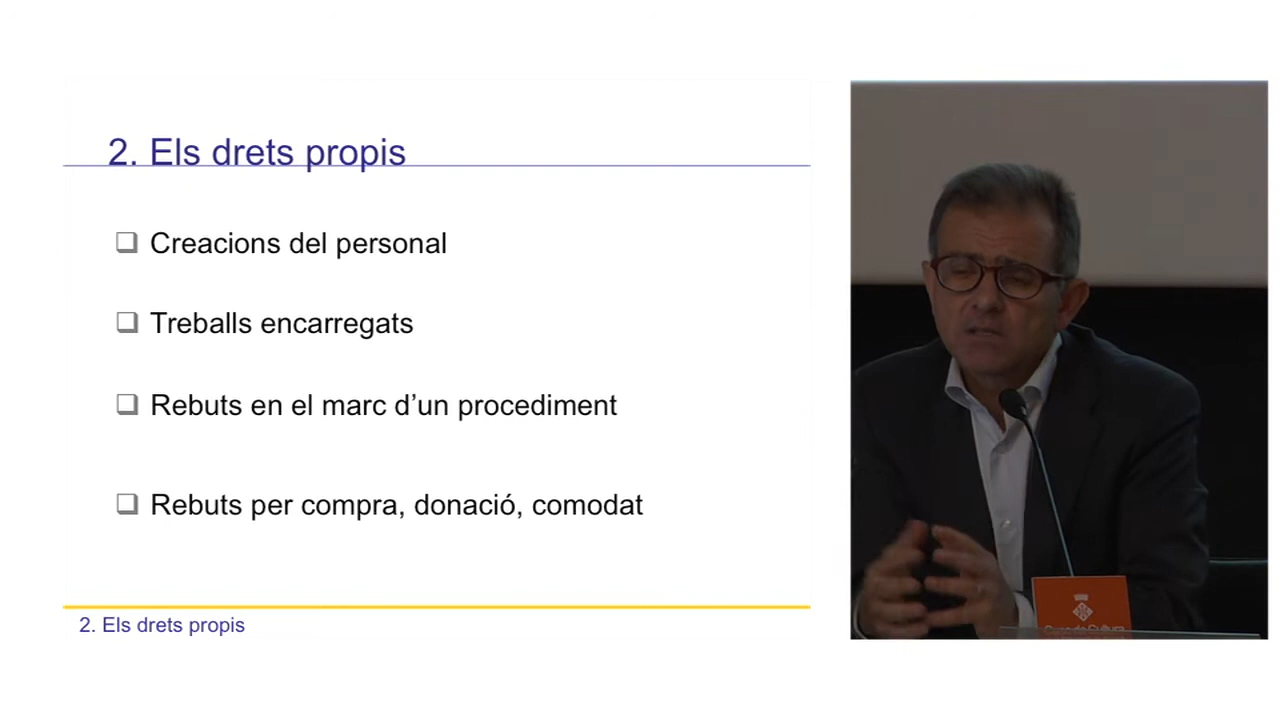 2. Els drets propis
Creacions del personal
Treballs encarregats
Rebuts en el marc d’un procediment
Rebuts per compra, donació, comodat
2. Els drets propis